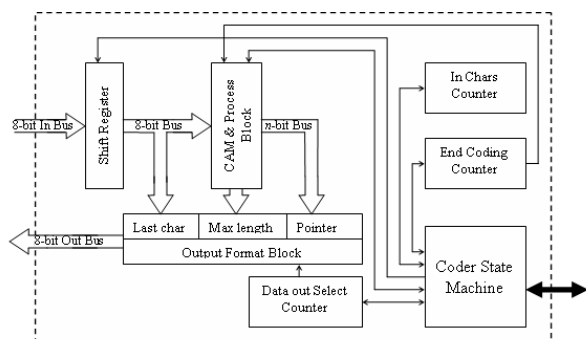 8-bit In Bus
Shift Register
8-bit Bus
CAM & Process
Block
n-bit Bus
In Chars
Counter
End Coding
Counter
Last char
Max length
Pointer
8-bit Out Bus
Output Format Block
Data out Select
Counter
Coder State
Machine